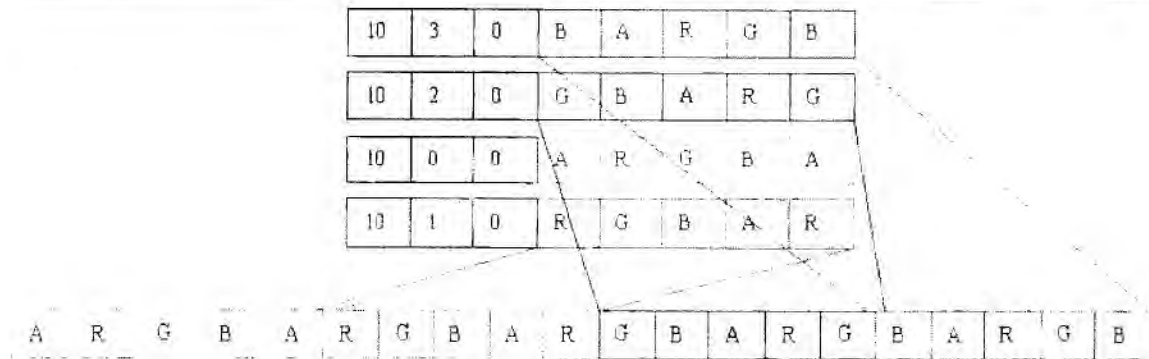 10 3 0 B A R G B
10 2 0 G B A R G
10 0 0 A R G B A
10 1 0 R G B A R
A R G B A R G B A R G B A R G B A R G B